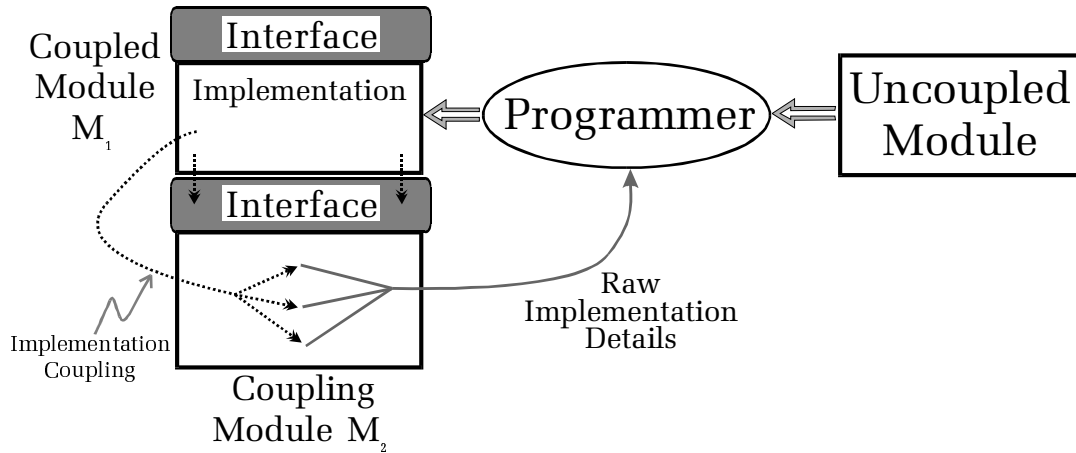 Coupled
Module
M₁
Interface
Implementation
Programmer
Uncoupled
Module
Interface
Raw
Implementation
Details
Implementation
Coupling
Coupling
Module M₂